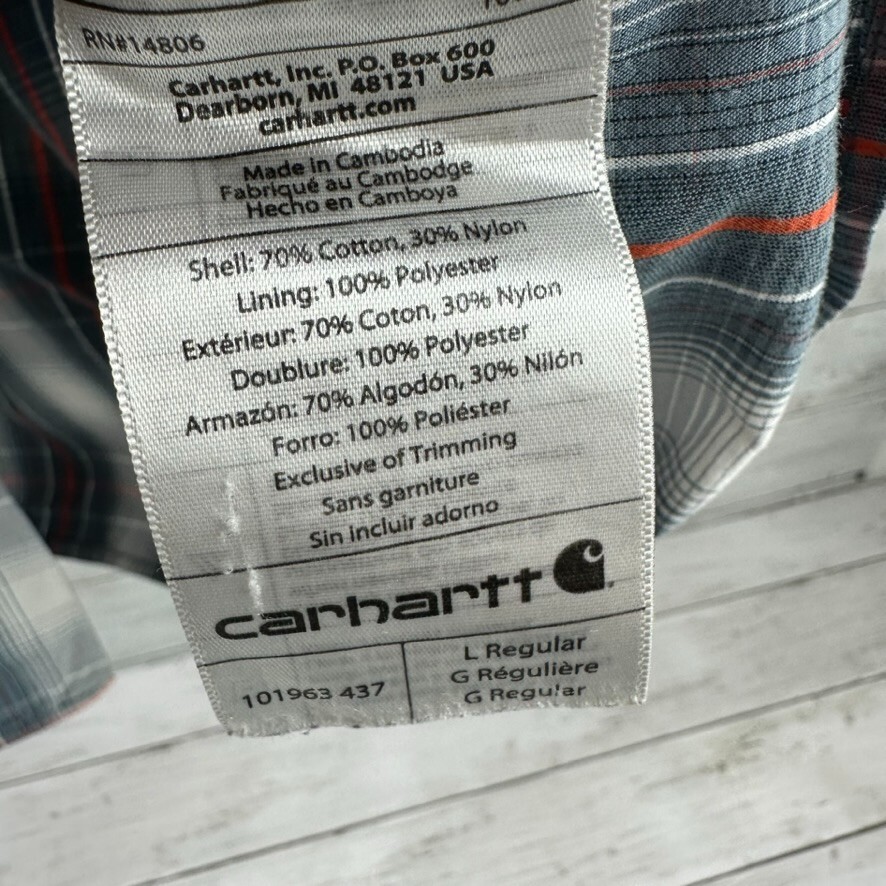 RN#14806
Carhartt, Inc. P.O. Box 600
Dearborn, MI 48121 USA
carhartt.com
Made in Cambodia
Fabriqué au Cambodge
Hecho en Camboya
Shell: 70% Cotton, 30% Nylon
Lining: 100% Polyester
Extérieur: 70% Coton, 30% Nylon
Doublure: 100% Polyester
Armazón: 70% Algodón, 30% Nilón
Forro: 100% Poliéster
Exclusive of Trimming
Sans garniture
Sin incluir adorno
carhartt
101963 437
L Regular
G Régulière
G Regular